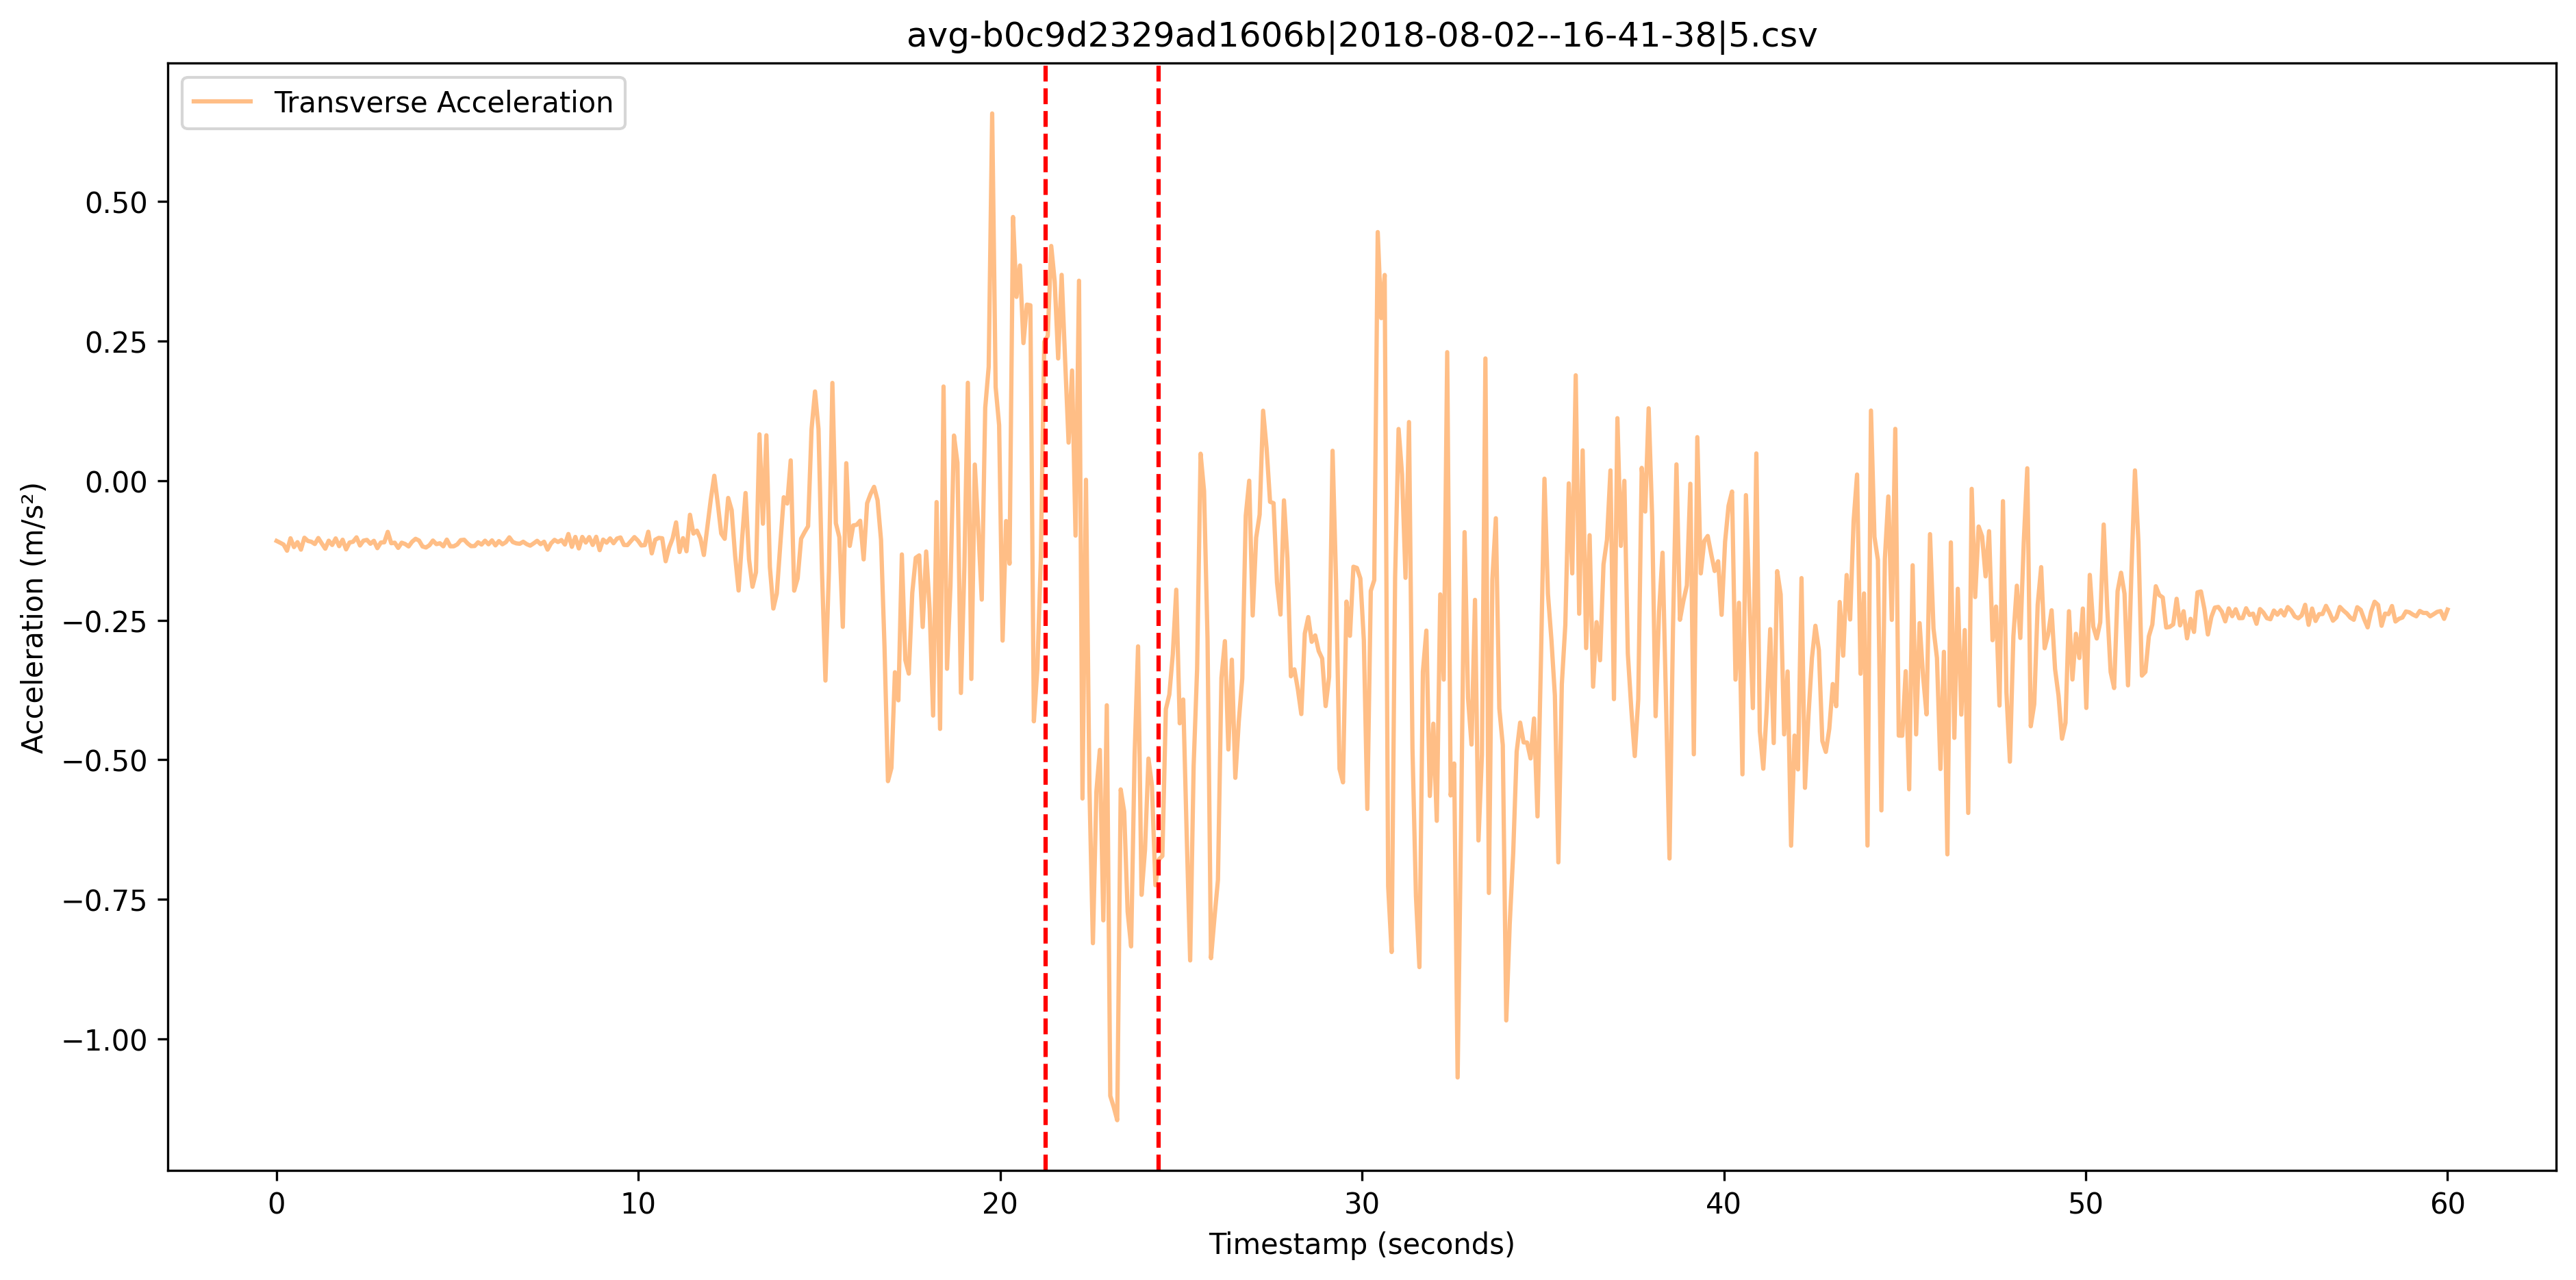 avg-b0c9d2329ad1606b|2018-08-02--16-41-38|5.csv
Transverse Acceleration
Acceleration (m/s²)
0.50
0.25
0.00
−0.25
−0.50
−0.75
−1.00
0 10 20 30 40 50 60
Timestamp (seconds)